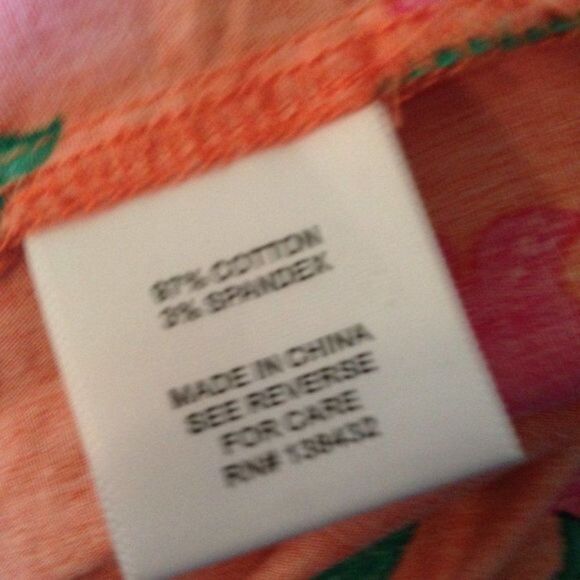 97% COTTON
3% SPANDEX
MADE IN CHINA
SEE REVERSE
FOR CARE
RN# 138432